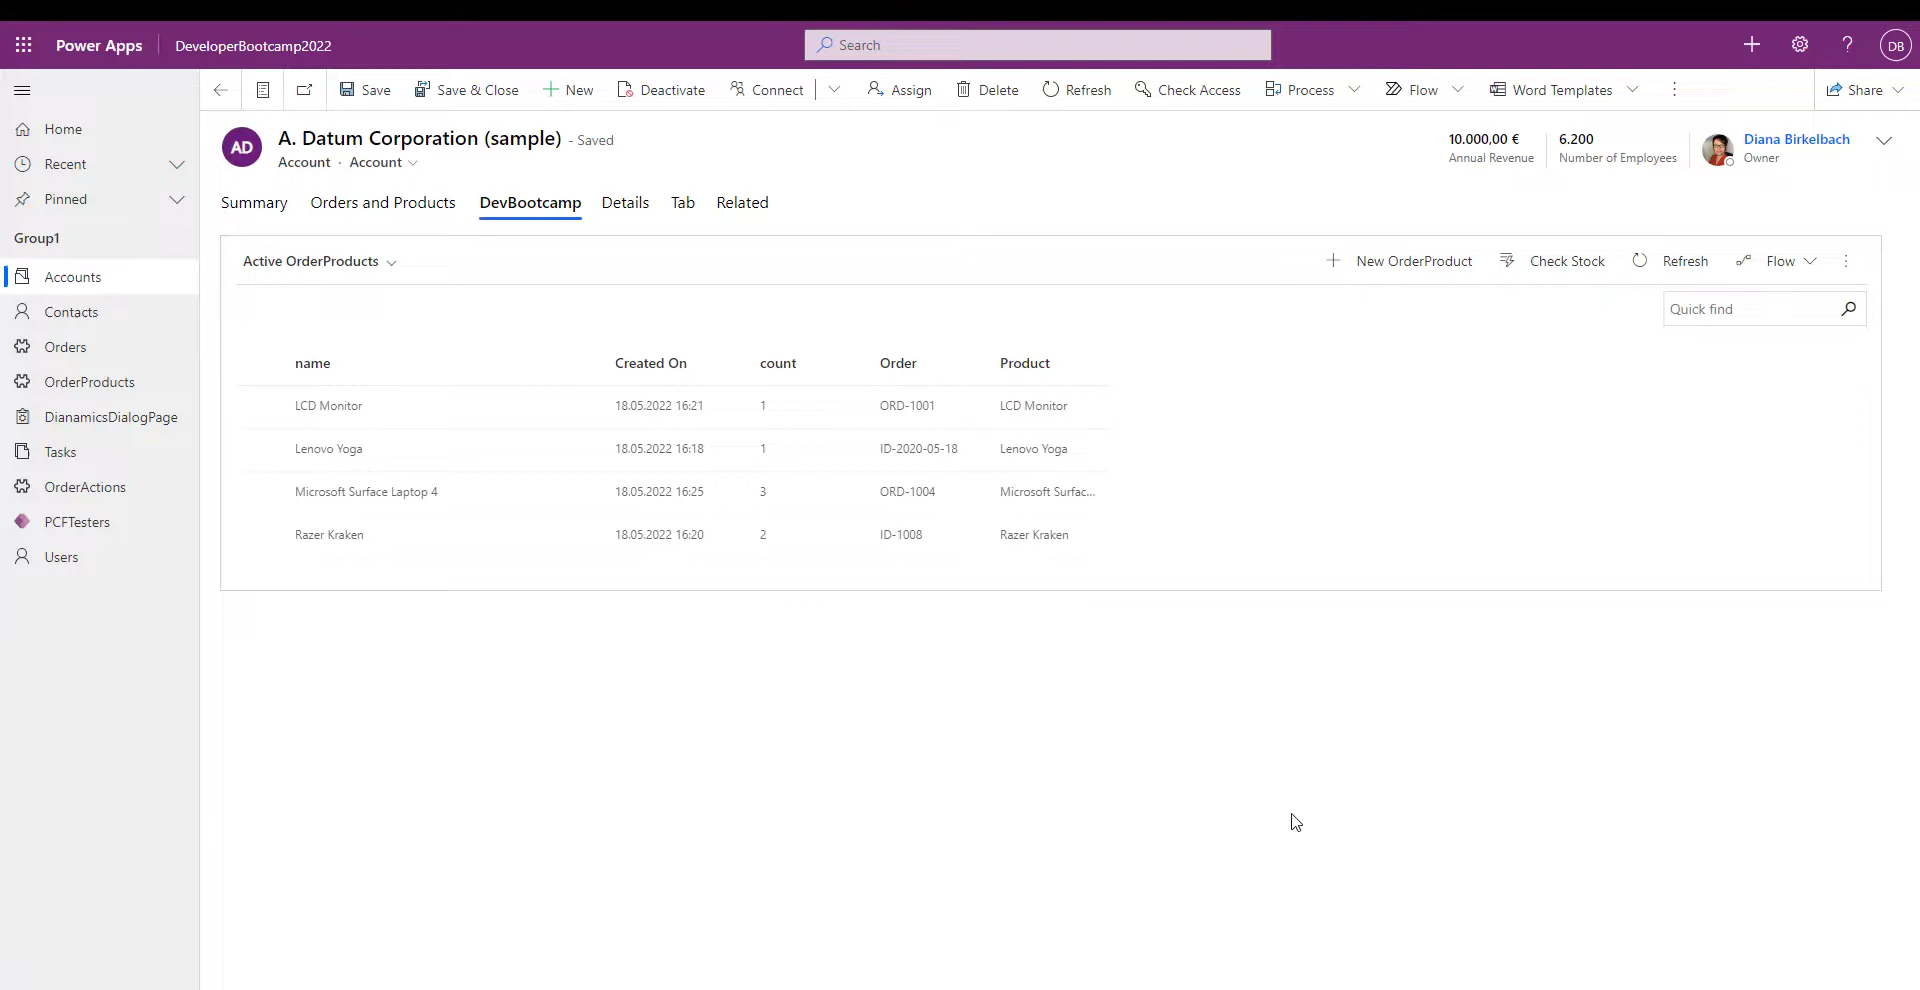 Power Apps DeveloperBootcamp2022 Search ? DB
Save Save & Close New Deactivate Connect Assign Delete Refresh Check Access Process Flow Word Templates Share
Home
Recent
Pinned
Group1
Accounts
Contacts
Orders
OrderProducts
DianamicsDialogPage
Tasks
OrderActions
PCFTesters
Users
AD
A. Datum Corporation (sample) - Saved
Account · Account
10.000,00 € 6.200 Diana Birkelbach
Annual Revenue Number of Employees Owner
Summary Orders and Products DevBootcamp Details Tab Related
Active OrderProducts New OrderProduct Check Stock Refresh Flow
Quick find
name Created On count Order Product
LCD Monitor 18.05.2022 16:21 1 ORD-1001 LCD Monitor
Lenovo Yoga 18.05.2022 16:18 1 ID-2020-05-18 Lenovo Yoga
Microsoft Surface Laptop 4 18.05.2022 16:25 3 ORD-1004 Microsoft Surfac...
Razer Kraken 18.05.2022 16:20 2 ID-1008 Razer Kraken